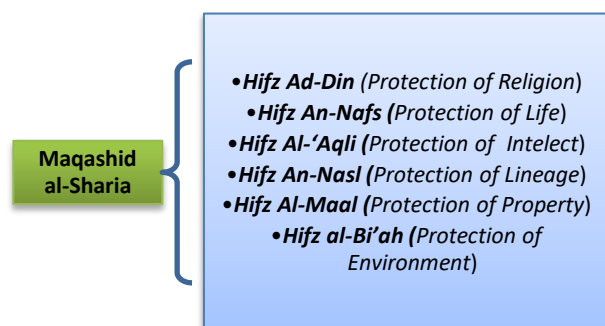 Maqashid
al-Sharia
•Hifz Ad-Din (Protection of Religion)
•Hifz An-Nafs (Protection of Life)
•Hifz Al-‘Aqli (Protection of  Intelect)
•Hifz An-Nasl (Protection of Lineage)
•Hifz Al-Maal (Protection of Property)
•Hifz al-Bi’ah (Protection of
Environment)